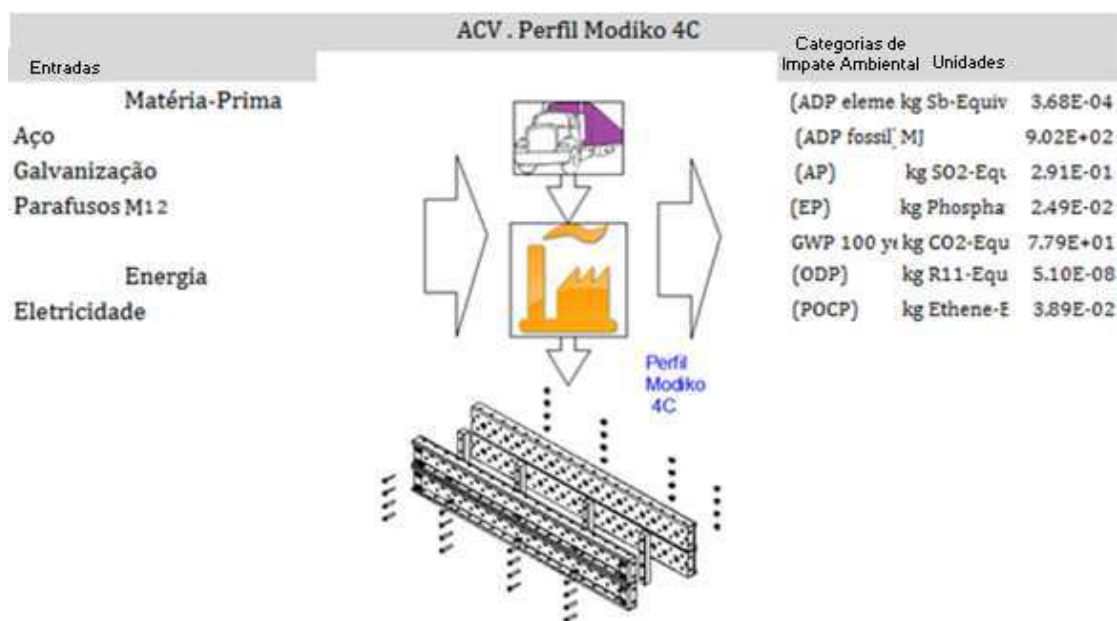 ACV . Perfil Modiko 4C
Entradas
Categorias de
Impate Ambiental Unidades
Matéria-Prima
Aço
Galvanização
Parafusos M12
Energia
Eletricidade
(ADP eleme kg Sb-Equiv 3.68E-04
(ADP fossil) MJ 9.02E+02
(AP) kg SO2-Equ 2.91E-01
(EP) kg Phospha 2.49E-02
GWP 100 ye kg CO2-Equ 7.79E+01
(ODP) kg R11-Equ 5.10E-08
(POCP) kg Ethene-E 3.89E-02
Perfil
Modiko
4C